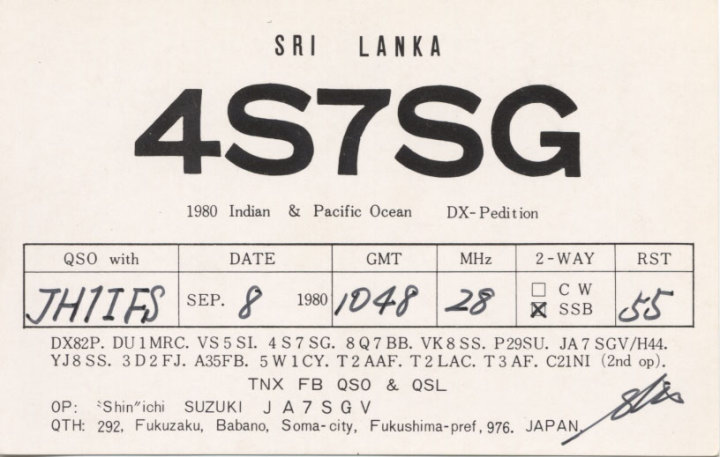 SRI LANKA
4S7SG
1980 Indian & Pacific Ocean DX-Pedition
QSO with DATE GMT MHz 2-WAY RST
JH1IFS SEP. 8 1980 1048 28 □ CW ☒ SSB 55
DX82P. DU1MRC. VS5SI. 4S7SG. 8Q7BB. VK8SS. P29SU. JA7SGV/H44.
YJ8SS. 3D2FJ. A35FB. 5W1CY. T2AAF. T2LAC. T3AF. C21NI (2nd op).
TNX FB QSO & QSL
OP: "Shin"ichi SUZUKI JA7SGV
QTH: 292, Fukuzaku, Babano, Soma-city, Fukushima-pref, 976. JAPAN